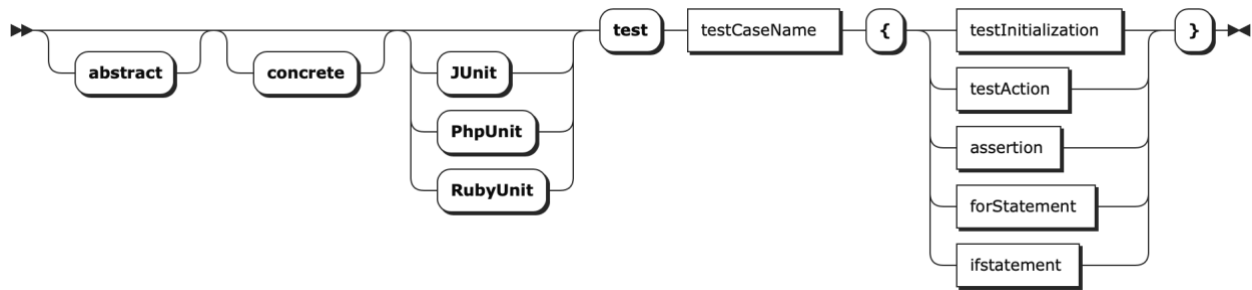 test testCaseName { testInitialization }
abstract concrete JUnit testAction
PhpUnit assertion
RubyUnit forStatement
ifstatement